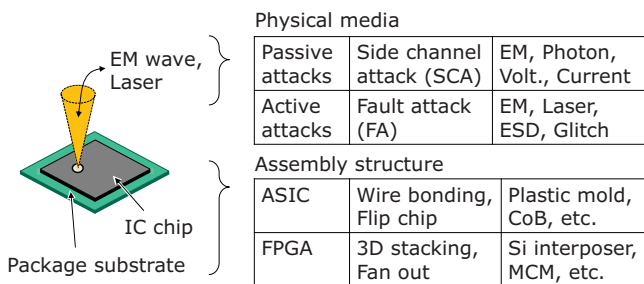 Physical media
EM wave,
Laser
Passive attacks
Side channel attack (SCA)
EM, Photon, Volt., Current
Active attacks
Fault attack (FA)
EM, Laser, ESD, Glitch
Assembly structure
IC chip
Package substrate
ASIC
Wire bonding, Flip chip
Plastic mold, CoB, etc.
FPGA
3D stacking, Fan out
Si interposer, MCM, etc.